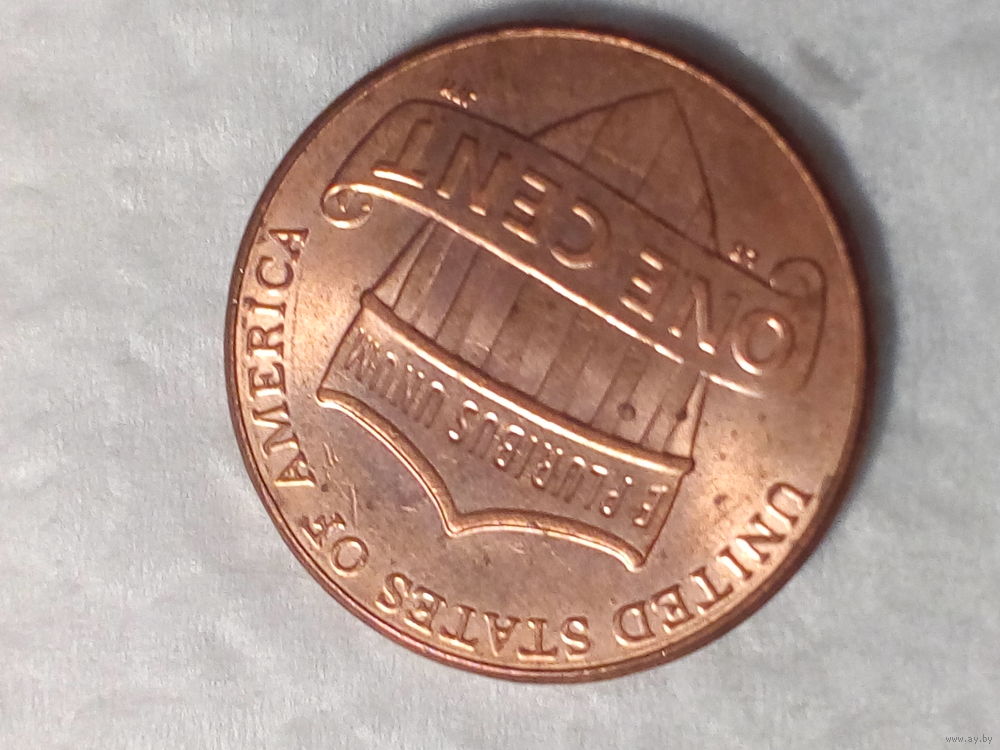 UNITED STATES OF AMERICA
E PLURIBUS UNUM
ONE CENT
www.ay.by